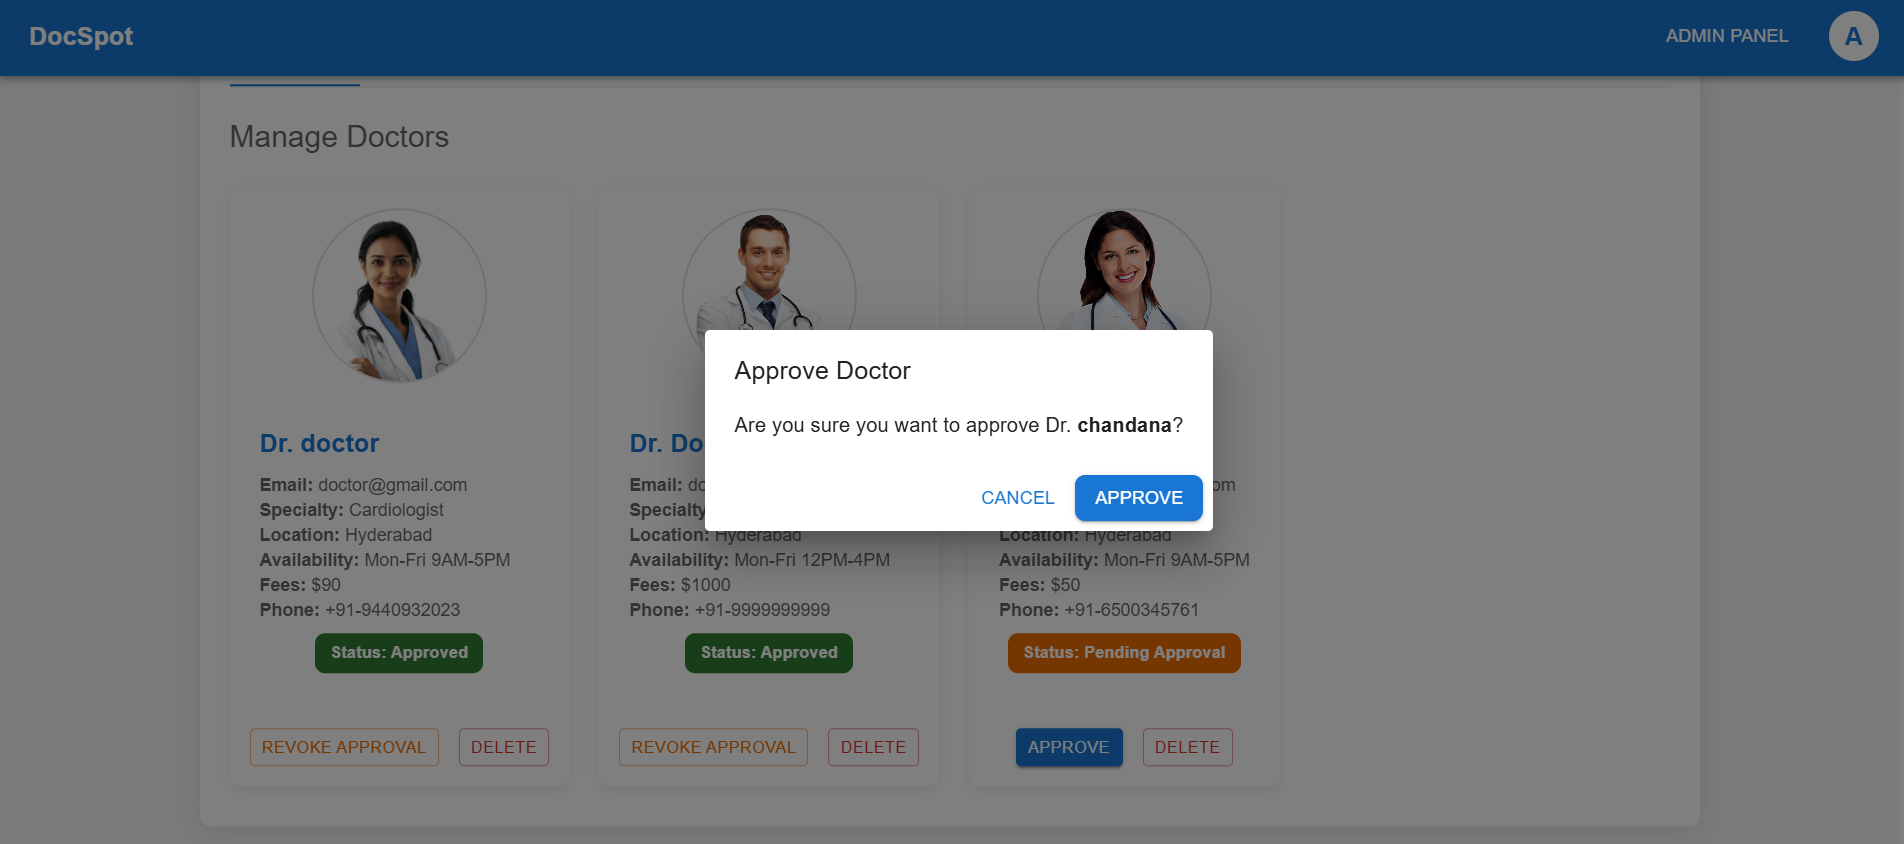 DocSpot
ADMIN PANEL
A
Manage Doctors
Dr. doctor
Email: doctor@gmail.com
Specialty: Cardiologist
Location: Hyderabad
Availability: Mon-Fri 9AM-5PM
Fees: $90
Phone: +91-9440932023
Status: Approved
REVOKE APPROVAL
DELETE
Dr.
Email:
Specialty
Location: Hyderabad
Availability: Mon-Fri 12PM-4PM
Fees: $1000
Phone: +91-9999999999
Status: Approved
REVOKE APPROVAL
DELETE
Location: Hyderabad
Availability: Mon-Fri 9AM-5PM
Fees: $50
Phone: +91-6500345761
Status: Pending Approval
APPROVE
DELETE
Approve Doctor
Are you sure you want to approve Dr. chandana?
CANCEL
APPROVE